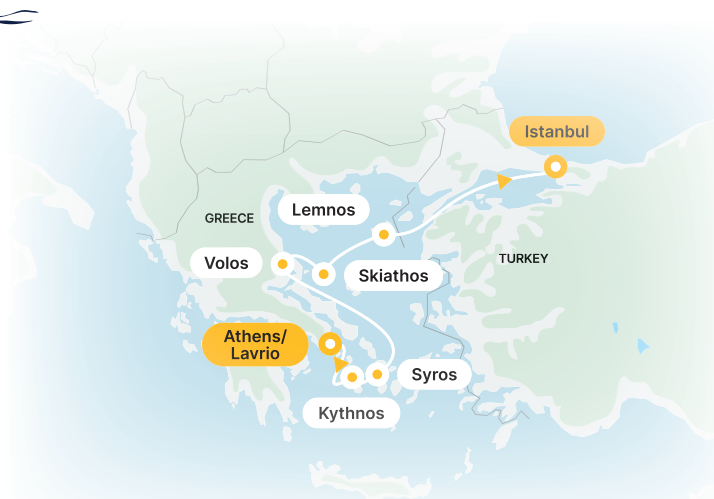 Istanbul
Lemnos
GREECE
Volos
Skiathos
TURKEY
Athens/
Lavrio
Syros
Kythnos